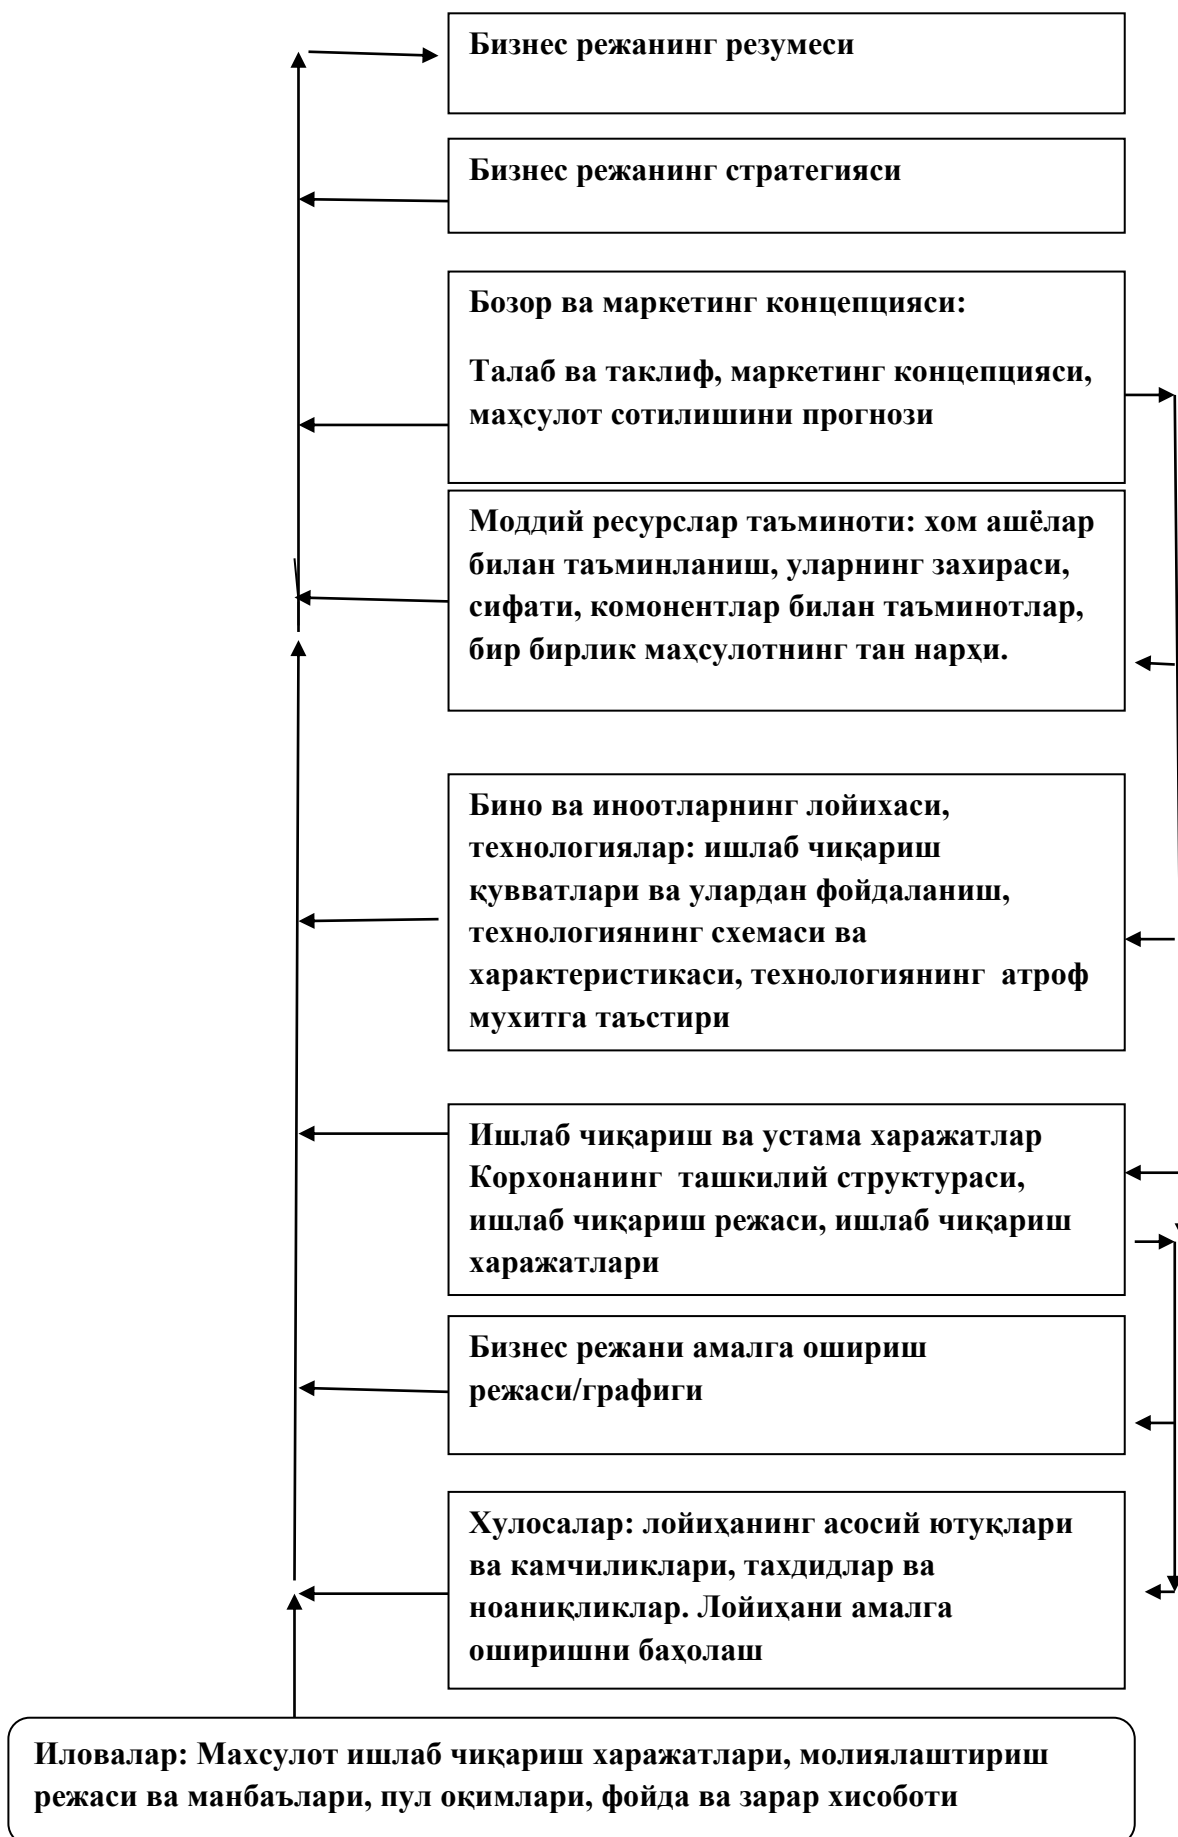 Бизнес режанинг резумеси
Бизнес режанинг стратегияси
Бозор ва маркетинг концепцияси:
Талаб ва таклиф, маркетинг концепцияси,
маҳсулот сотилишини прогнози
Моддий ресурслар таъминоти: хом ашёлар
билан таъминланиш, уларнинг захираси,
сифати, комонентлар билан таъминотлар,
бир бирлик маҳсулотнинг тан нарҳи.
Бино ва иноотларнинг лойихаси,
технологиялар: ишлаб чиқариш
қувватлари ва улардан фойдаланиш,
технологиянинг схемаси ва
характеристикаси, технологиянинг атроф
мухитга таъстири
Ишлаб чиқариш ва устама харажатлар
Корхонанинг ташкилий структураси,
ишлаб чиқариш режаси, ишлаб чиқариш
харажатлари
Бизнес режани амалга ошириш
режаси/графиги
Хулосалар: лойиҳанинг асосий ютуқлари
ва камчиликлари, тахдидлар ва
ноаниқликлар. Лойиҳани амалга
оширишни баҳолаш
Иловалар: Махсулот ишлаб чиқариш харажатлари, молиялаштириш
режаси ва манбаълари, пул оқимлари, фойда ва зарар хисоботи